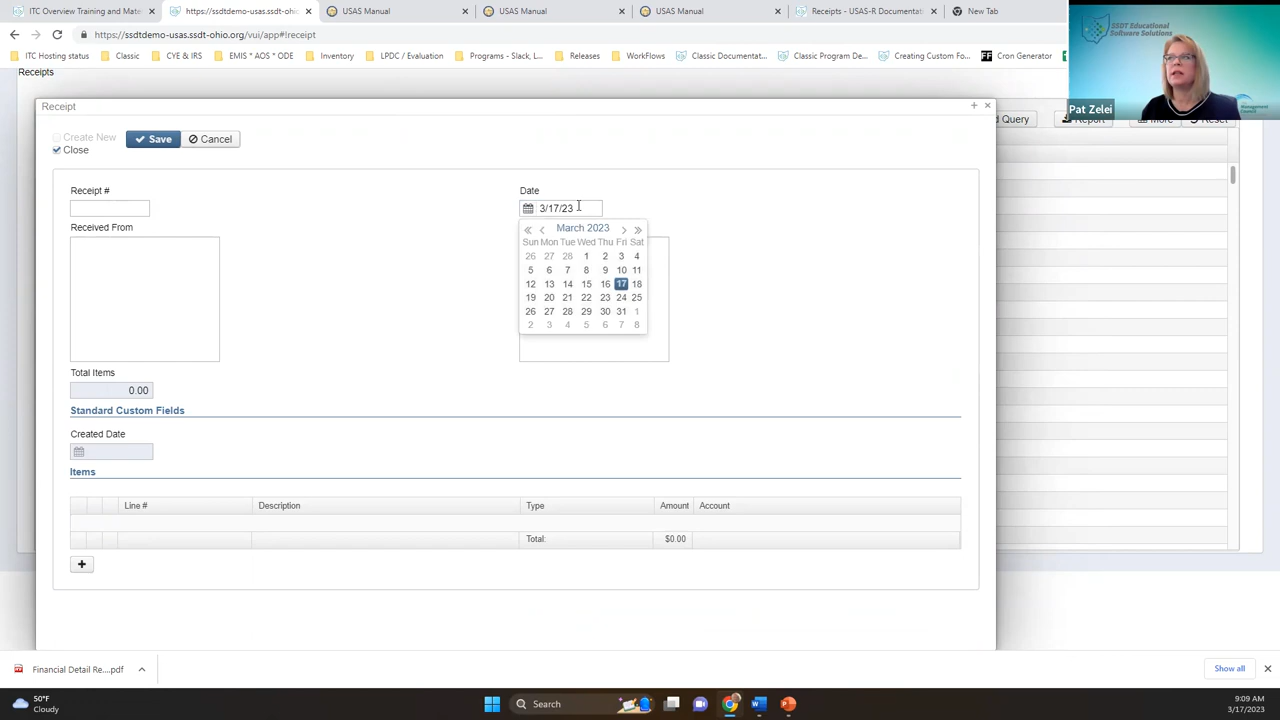 ITC Overview Training and Mate
https://ssdtdemo-usas.ssdt-ohi
USAS Manual
USAS Manual
USAS Manual
Receipts - USAS-R Documentati
New Tab
https://ssdtdemo-usas.ssdt-ohio.org/vui/app#!receipt
ITC Hosting status
Classic
CYE & IRS
EMIS * AOS * ODE
Inventory
LPDC / Evaluation
Programs - Slack, L...
Releases
WorkFlows
Classic Documentat...
Classic Program De...
Creating Custom Fo...
Cron Generator
SSDT Educational
Software Solutions
Management
Council
Pat Zelei
Receipts
Receipt
d Query
Report
More
Reset
Create New
Close
Save
Cancel
Receipt #
Date
3/17/23
Received From
March 2023
Sun Mon Tue Wed Thu Fri Sat
26 27 28 1 2 3 4
5 6 7 8 9 10 11
12 13 14 15 16 17 18
19 20 21 22 23 24 25
26 27 28 29 30 31 1
2 3 4 5 6 7 8
Total Items
0.00
Standard Custom Fields
Created Date
Items
Line # Description Type Amount Account
Total: $0.00
Financial Detail Re....pdf
Show all
50°F
Cloudy
Search
9:09 AM
3/17/2023